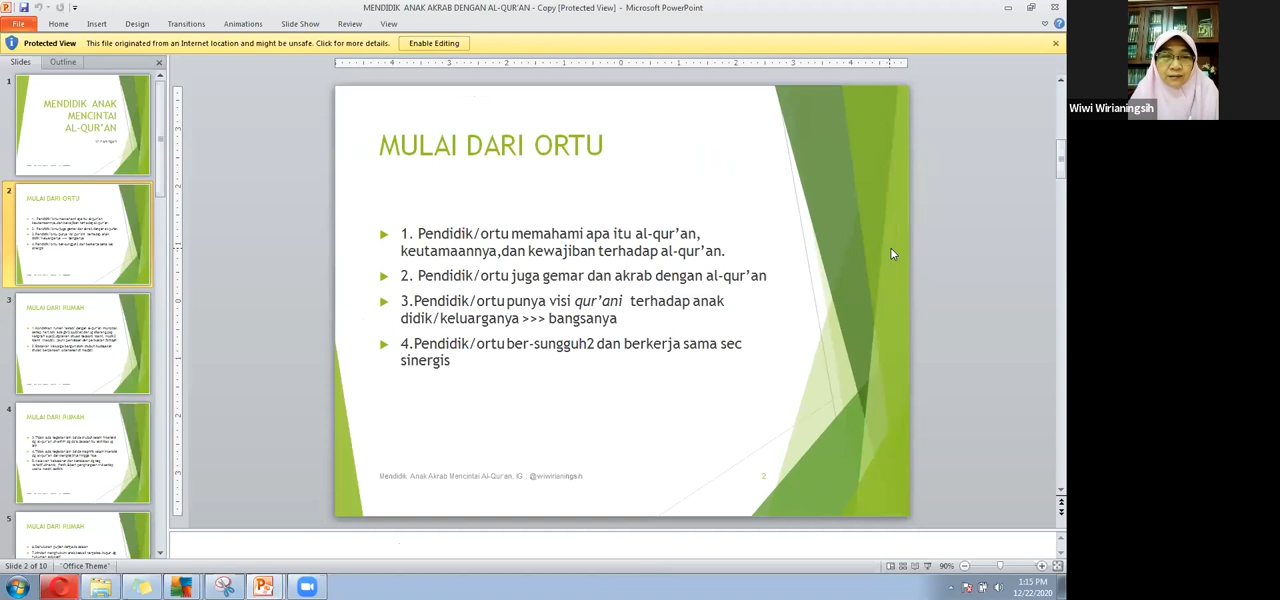 MENDIDIK ANAK AKRAB DENGAN AL-QUR'AN - Copy [Protected View] - Microsoft PowerPoint
File Home Insert Design Transitions Animations Slide Show Review View
Protected View This file originated from an Internet location and might be unsafe. Click for more details. Enable Editing
Slides Outline
1
MENDIDIK ANAK
MENCINTAI
AL-QUR'AN
2
MULAI DARI ORTU
3
MULAI DARI RUMAH
4
MULAI DARI RUMAH
5
MULAI DARI RUMAH
MULAI DARI ORTU
1. Pendidik/ortu memahami apa itu al-qur'an,
keutamaannya,dan kewajiban terhadap al-qur'an.
2. Pendidik/ortu juga gemar dan akrab dengan al-qur'an
3.Pendidik/ortu punya visi qur'ani terhadap anak
didik/keluarganya >>> bangsanya
4.Pendidik/ortu ber-sungguh2 dan berkerja sama sec
sinergis
Mendidik Anak Akrab Mencintai Al-Qur'an, IG : @wiwirianingsih 2
Wiwi Wirianingsih
Slide 2 of 10 "Office Theme" 90%
1:15 PM
12/22/2020